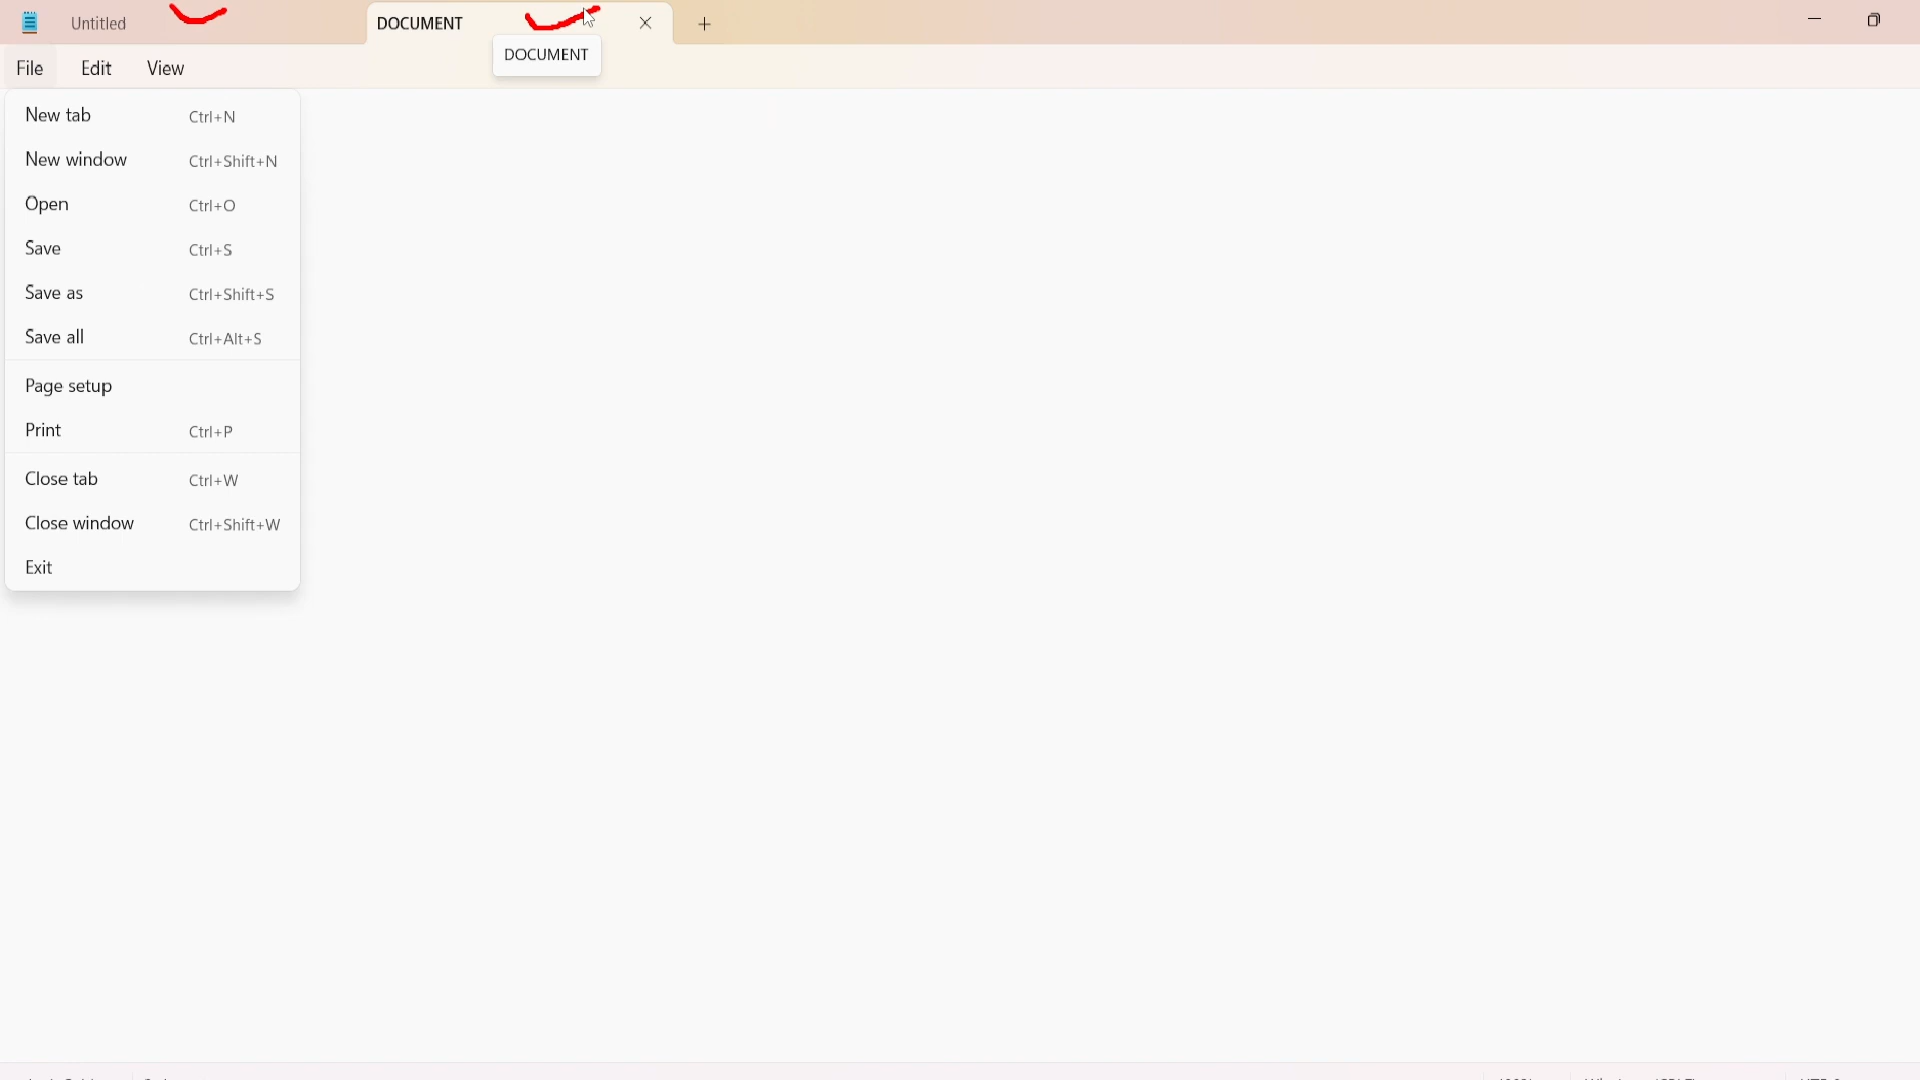 Untitled
DOCUMENT
DOCUMENT
File Edit View
New tab Ctrl+N
New window Ctrl+Shift+N
Open Ctrl+O
Save Ctrl+S
Save as Ctrl+Shift+S
Save all Ctrl+Alt+S
Page setup
Print Ctrl+P
Close tab Ctrl+W
Close window Ctrl+Shift+W
Exit